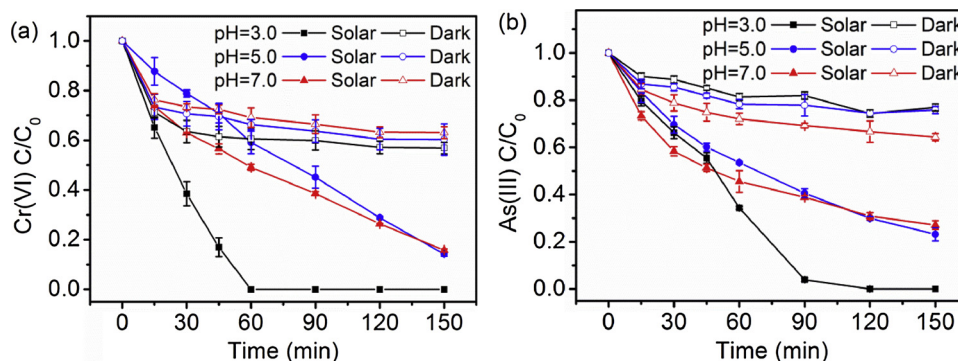 (a)
pH=3.0 Solar Dark
pH=5.0 Solar Dark
pH=7.0 Solar Dark
Cr(VI) C/C0
1.0
0.8
0.6
0.4
0.2
0.0
0 30 60 90 120 150
Time (min)
(b)
pH=3.0 Solar Dark
pH=5.0 Solar Dark
pH=7.0 Solar Dark
As(III) C/C0
1.0
0.8
0.6
0.4
0.2
0.0
0 30 60 90 120 150
Time (min)